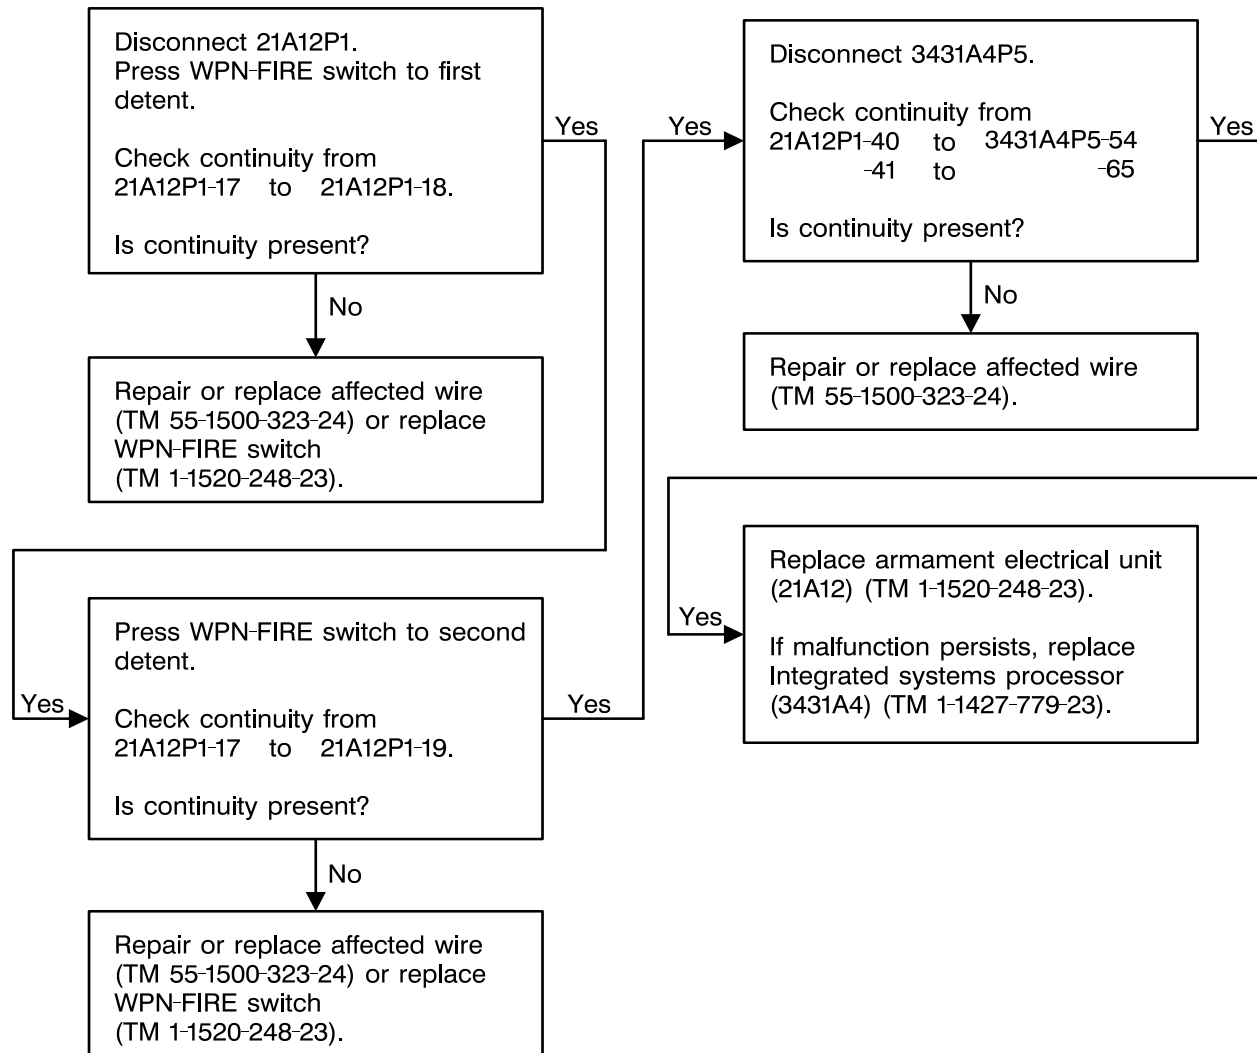 Disconnect 21A12P1.
Press WPN-FIRE switch to first
detent.
Check continuity from
21A12P1-17 to 21A12P1-18.
Is continuity present?
Yes
No
Repair or replace affected wire
(TM 55-1500-323-24) or replace
WPN-FIRE switch
(TM 1-1520-248-23).
Yes
Press WPN-FIRE switch to second
detent.
Check continuity from
21A12P1-17 to 21A12P1-19.
Is continuity present?
Yes
No
Repair or replace affected wire
(TM 55-1500-323-24) or replace
WPN-FIRE switch
(TM 1-1520-248-23).
Yes
Disconnect 3431A4P5.
Check continuity from
21A12P1-40 to 3431A4P5-54
-41 to -65
Is continuity present?
Yes
No
Repair or replace affected wire
(TM 55-1500-323-24).
Yes
Replace armament electrical unit
(21A12) (TM 1-1520-248-23).
If malfunction persists, replace
Integrated systems processor
(3431A4) (TM 1-1427-779-23).